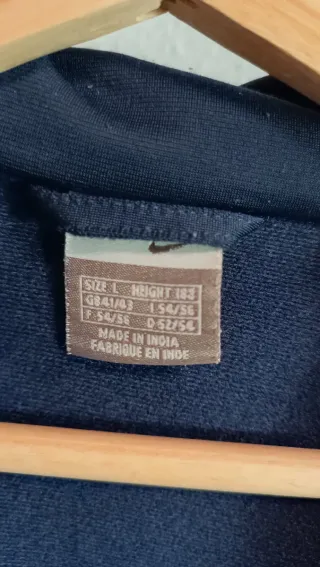 SIZE L HEIGHT 183
GB 41/43 I 54/56
F 54/56 D 52/54
MADE IN INDIA
FABRIQUE EN INDE